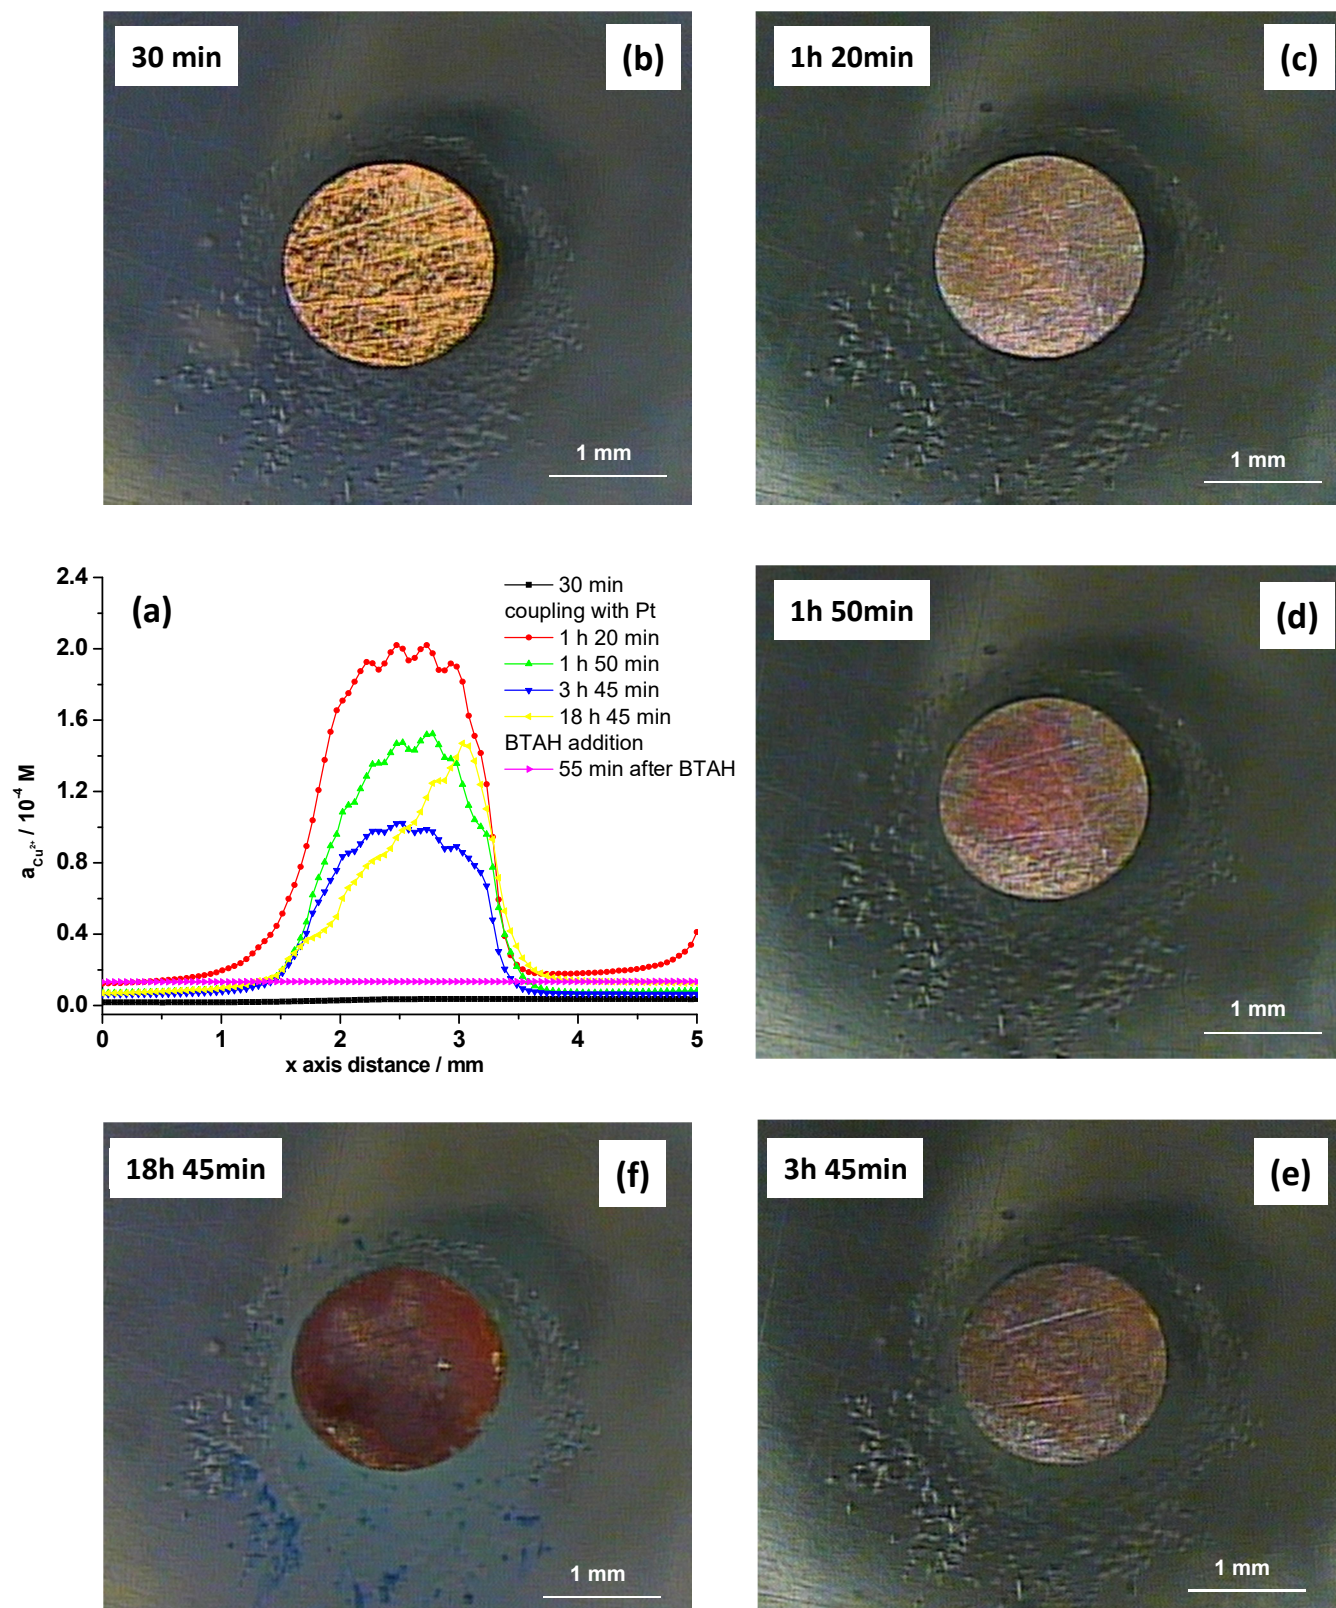 30 min
(b)
1 mm
1h 20min
(c)
1 mm
(a)
2.4
2.0
1.6
1.2
0.8
0.4
0.0
0 1 2 3 4 5
a Cu²⁺ / 10⁻⁴ M
x axis distance / mm
30 min
coupling with Pt
1 h 20 min
1 h 50 min
3 h 45 min
18 h 45 min
BTAH addition
55 min after BTAH
1h 50min
(d)
1 mm
18h 45min
(f)
1 mm
3h 45min
(e)
1 mm